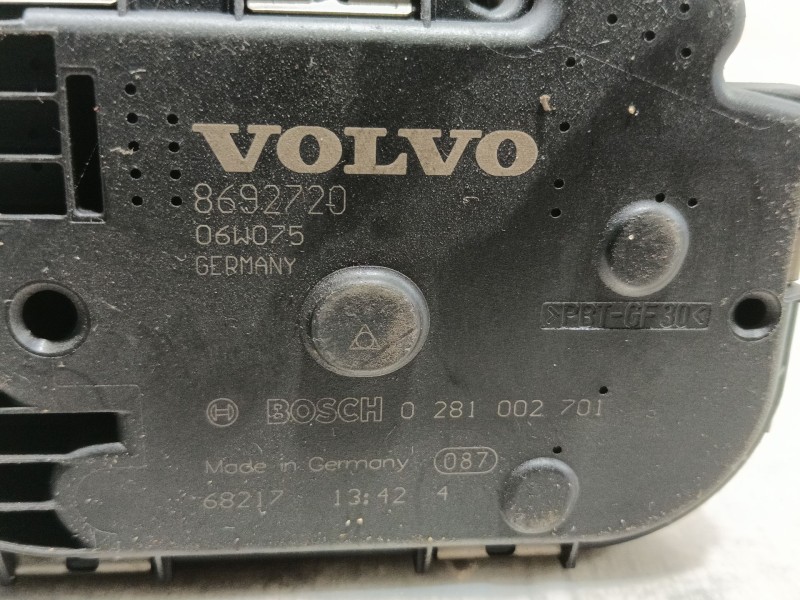 VOLVO
8692720
06W075
GERMANY
>PBT-GF30<
BOSCH 0 281 002 701
Made in Germany 087
68217 13:42 4